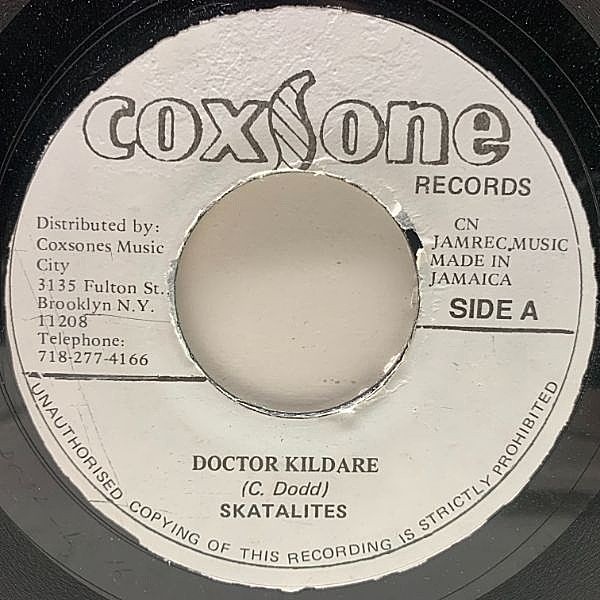 coxsone
RECORDS
Distributed by:
Coxsones Music
City
3135 Fulton St.
Brooklyn N.Y.
11208
Telephone:
718-277-4166
CN
JAMREC. MUSIC
MADE IN
JAMAICA
SIDE A
DOCTOR KILDARE
(C. Dodd)
SKATALITES
UNAUTHORISED COPYING OF THIS RECORDING IS STRICTLY PROHIBITED